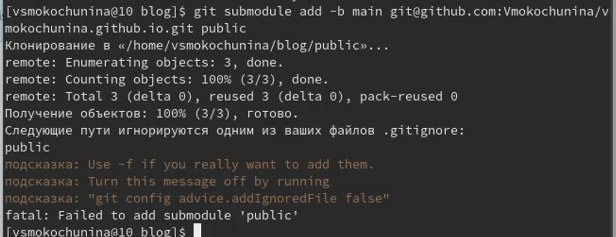 [vsmokochunina@10 blog]$ git submodule add -b main git@github.com:Vmokochunina/v
mokochunina.github.io.git public
Клонирование в «/home/vsmokochunina/blog/public»...
remote: Enumerating objects: 3, done.
remote: Counting objects: 100% (3/3), done.
remote: Total 3 (delta 0), reused 3 (delta 0), pack-reused 0
Получение объектов: 100% (3/3), готово.
Следующие пути игнорируются одним из ваших файлов .gitignore:
public
подсказка: Use -f if you really want to add them.
подсказка: Turn this message off by running
подсказка: "git config advice.addIgnoredFile false"
fatal: Failed to add submodule 'public'
[vsmokochunina@10 blog]$